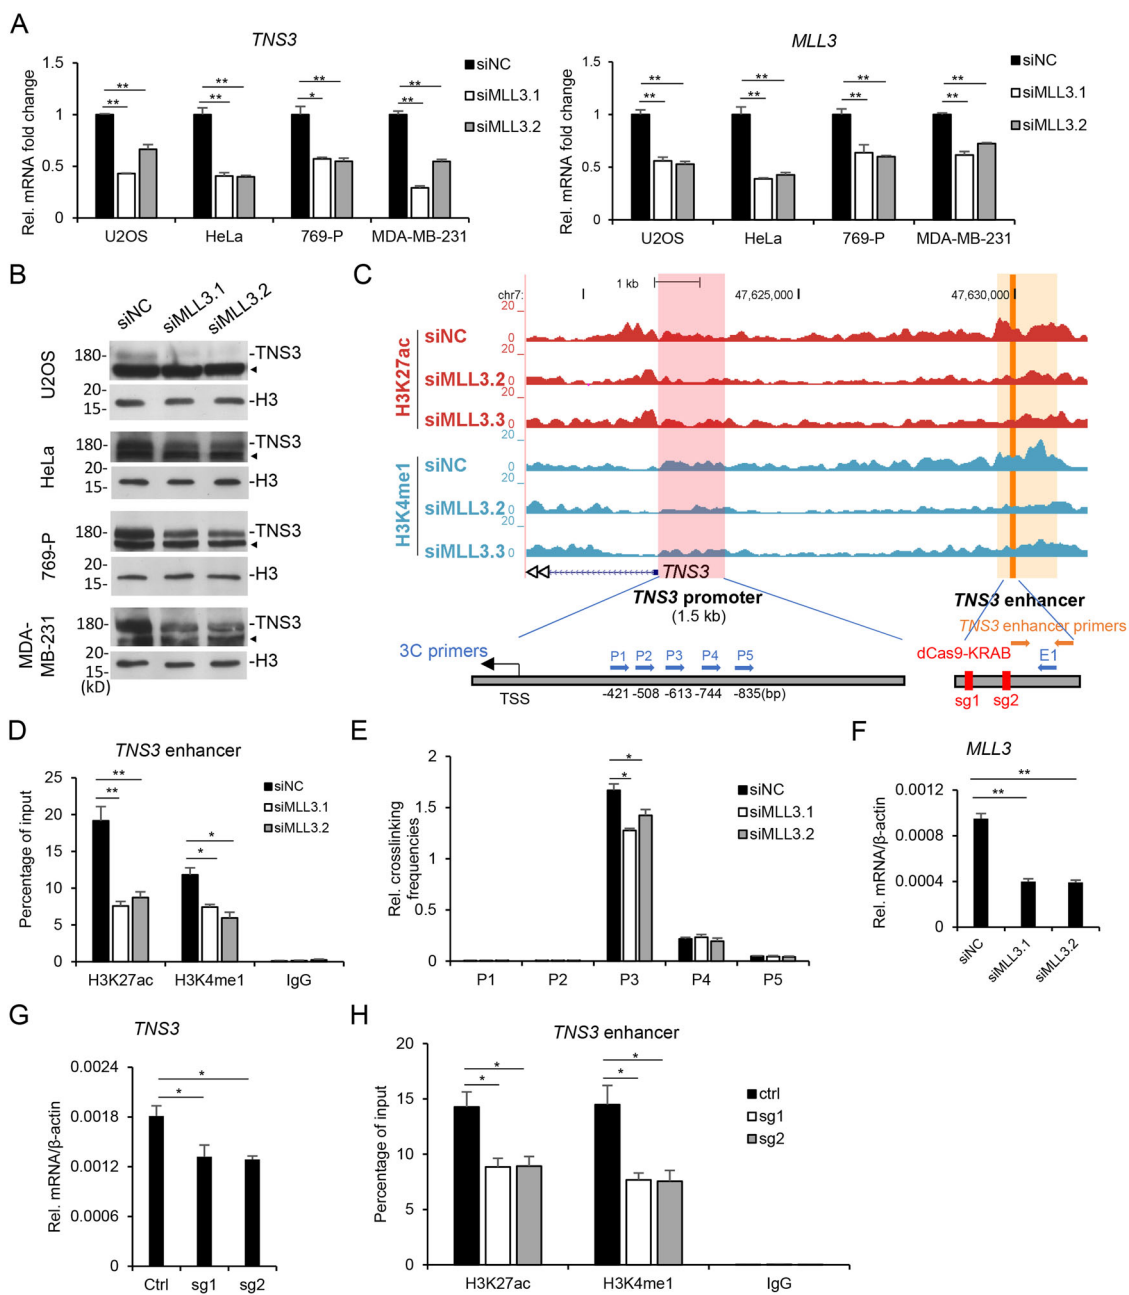 A
TNS3
MLL3
Rel. mRNA fold change
1.5
1
0.5
0
** ** ** ** ** * ** **
siNC
siMLL3.1
siMLL3.2
U2OS HeLa 769-P MDA-MB-231
Rel. mRNA fold change
1.5
1
0.5
0
** ** ** ** ** ** ** **
siNC
siMLL3.1
siMLL3.2
U2OS HeLa 769-P MDA-MB-231
B
siNC siMLL3.1 siMLL3.2
U2OS
180- -TNS3
20-
15- -H3
HeLa
180- -TNS3
20-
15- -H3
769-P
180- -TNS3
20-
15- -H3
MDA-
MB-231
180- -TNS3
20-
15- -H3
(kD)
C
1 kb
chr7: 47,625,000 47,630,000
H3K27ac
20
siNC 0
20
siMLL3.2 0
siMLL3.3 0
H3K4me1
20
siNC 0
20
siMLL3.2 0
20
siMLL3.3 0
TNS3
TNS3 promoter
(1.5 kb)
TNS3 enhancer
TNS3 enhancer primers
3C primers
P1 P2 P3 P4 P5
dCas9-KRAB
E1
TSS
-421 -508 -613 -744 -835(bp)
sg1 sg2
D
TNS3 enhancer
Percentage of input
25
20
15
10
5
0
** ** * *
siNC
siMLL3.1
siMLL3.2
H3K27ac H3K4me1 IgG
E
Rel. crosslinking
frequencies
2
1.5
1
0.5
0
* *
siNC
siMLL3.1
siMLL3.2
P1 P2 P3 P4 P5
F
MLL3
Rel. mRNA/β-actin
0.0012
0.0008
0.0004
0
** **
siNC siMLL3.1 siMLL3.2
G
TNS3
Rel. mRNA/β-actin
0.0024
0.0018
0.0012
0.0006
0
* *
Ctrl sg1 sg2
H
TNS3 enhancer
Percentage of input
20
15
10
5
0
* * * *
ctrl
sg1
sg2
H3K27ac H3K4me1 IgG